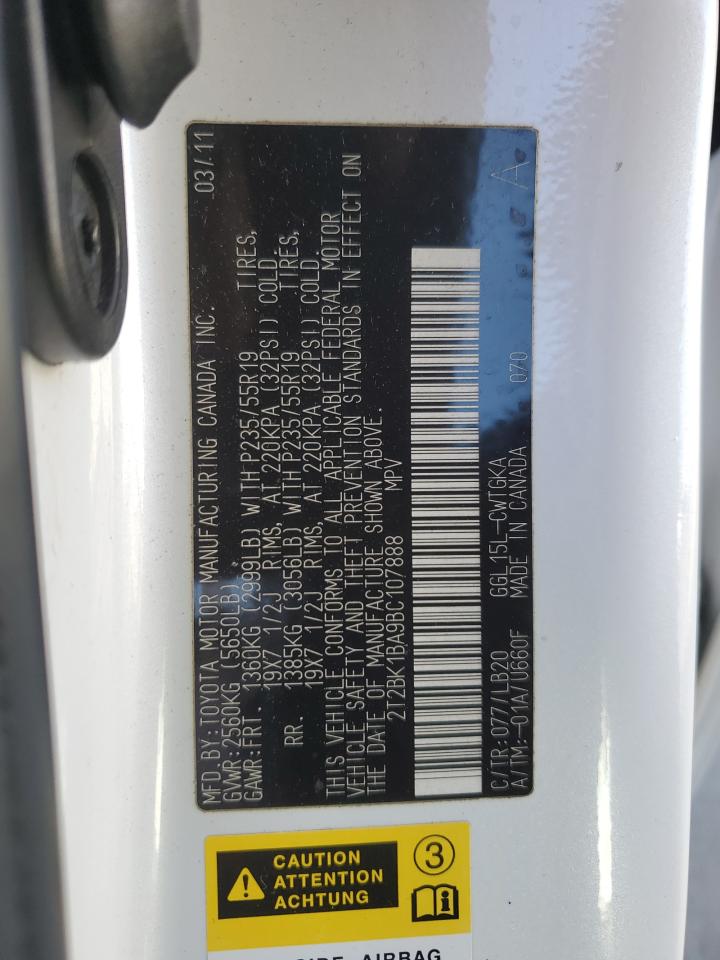 MFD. BY: TOYOTA MOTOR MANUFACTURING CANADA INC. 03/11
GVWR: 2560KG (5650LB)
GAWR: FRT. 1360KG (2999LB) WITH P235/55R19 TIRES,
19X7 1/2J RIMS, AT 220KPA (32PSI) COLD.
RR. 1385KG (3056LB) WITH P235/55R19 TIRES,
19X7 1/2J RIMS, AT 220KPA (32PSI) COLD.
THIS VEHICLE CONFORMS TO ALL APPLICABLE FEDERAL MOTOR
VEHICLE SAFETY AND THEFT PREVENTION STANDARDS IN EFFECT ON
THE DATE OF MANUFACTURE SHOWN ABOVE.
2T2BK1BA9BC107888 MPV
C/TR: 077/LB20 GGL15L-CWTGKA 070 A
A/TM: -01A/U660F MADE IN CANADA
CAUTION
ATTENTION
ACHTUNG
3
i
SIDE AIRBAG